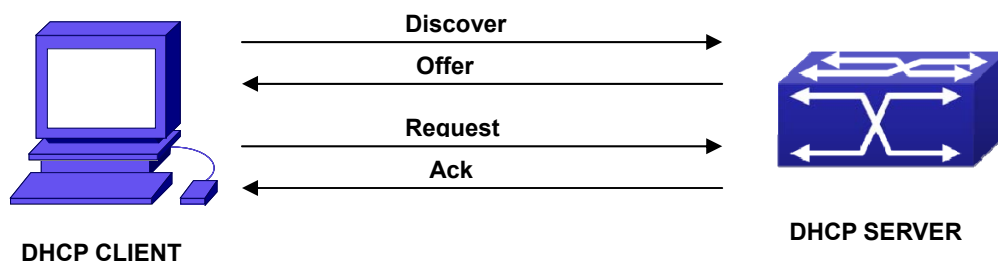 Discover
Offer
Request
Ack
DHCP CLIENT
DHCP SERVER